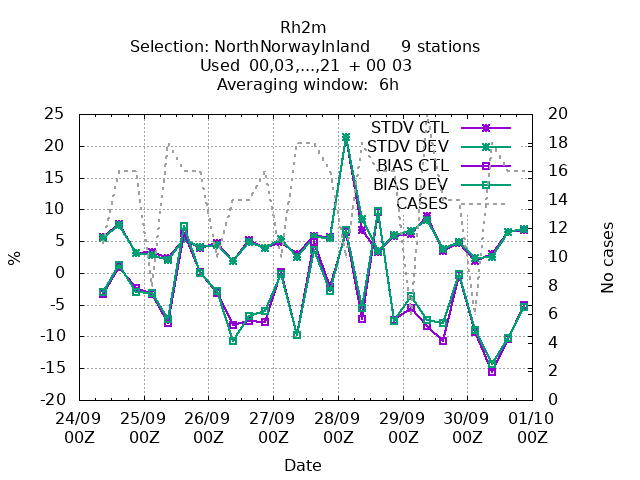 Rh2m
Selection: NorthNorwayInland 9 stations
Used 00,03,...,21 + 00 03
Averaging window: 6h
25
20
15
10
5
0
-5
-10
-15
-20
%
20
18
16
14
12
10
8
6
4
2
0
No cases
STDV CTL
STDV DEV
BIAS CTL
BIAS DEV
CASES
24/09 25/09 26/09 27/09 28/09 29/09 30/09 01/10
00Z 00Z 00Z 00Z 00Z 00Z 00Z 00Z
Date